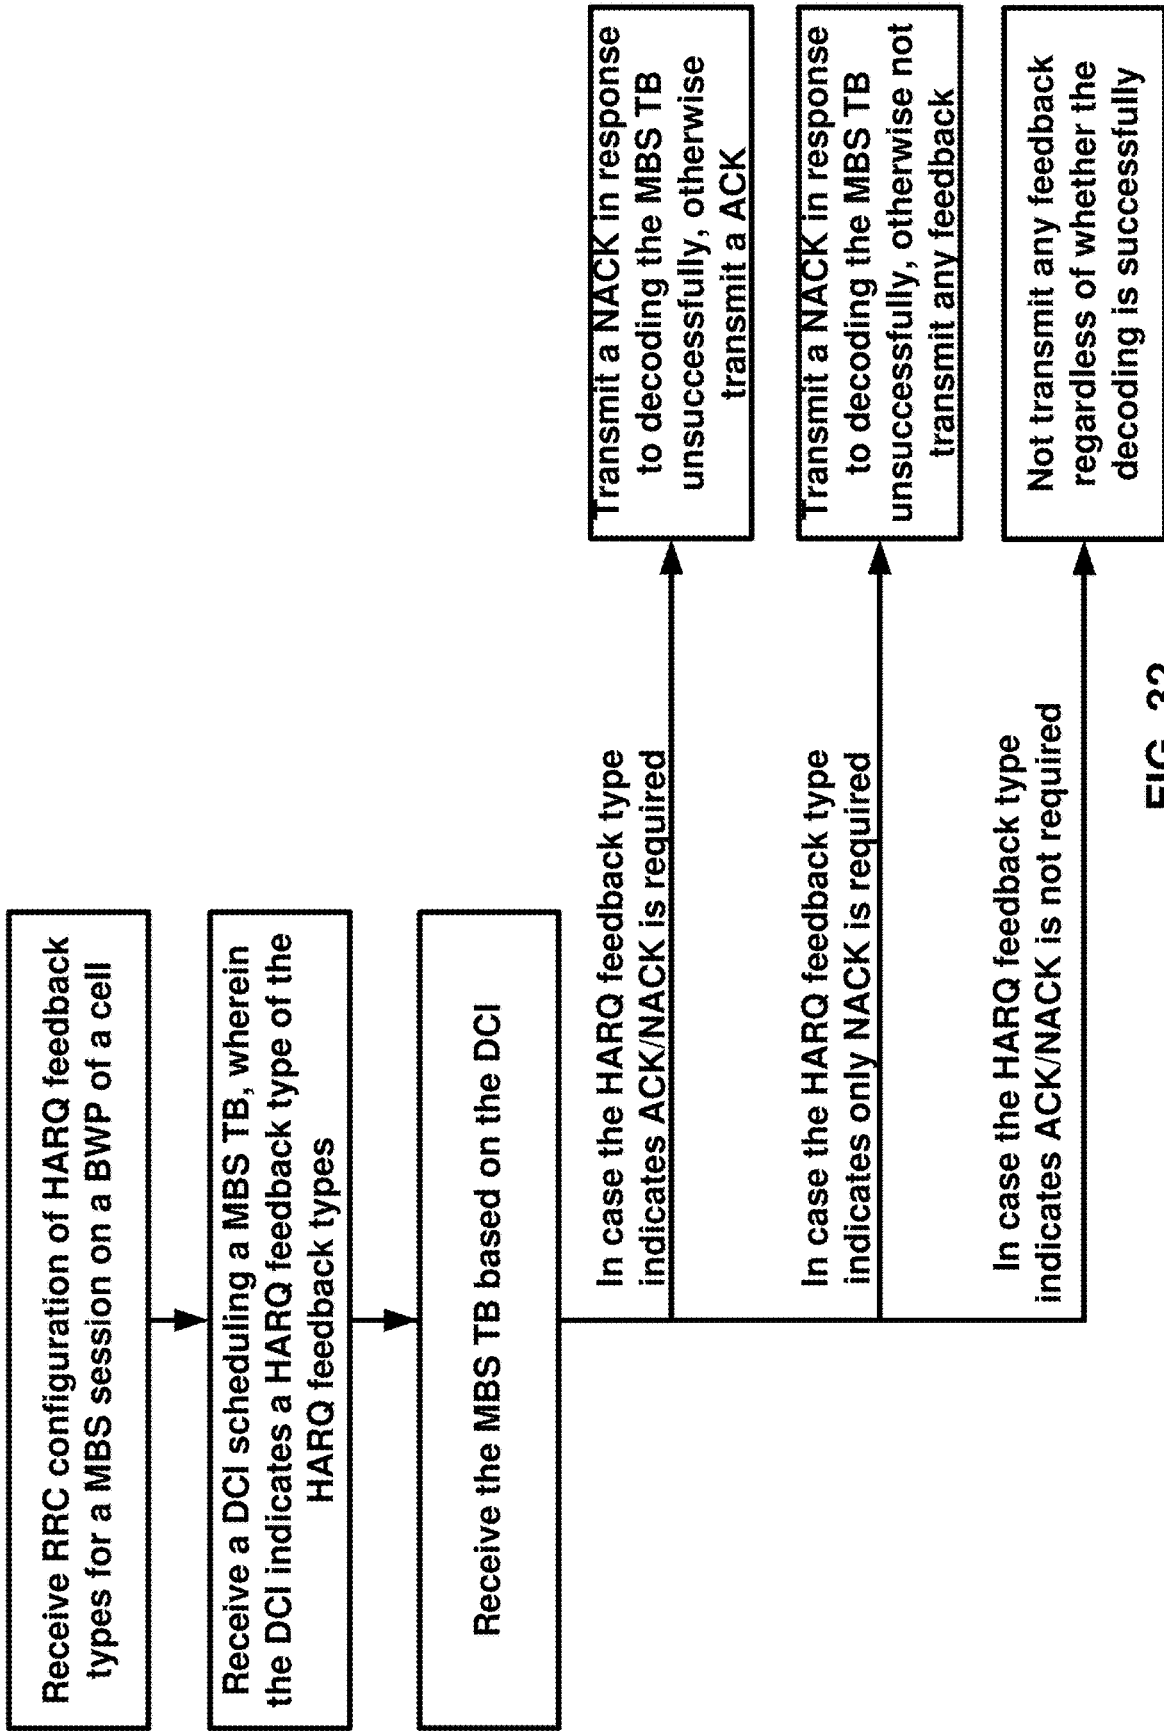 Receive RRC configuration of HARQ feedback
types for a MBS session on a BWP of a cell
Receive a DCI scheduling a MBS TB, wherein
the DCI indicates a HARQ feedback type of the
HARQ feedback types
Receive the MBS TB based on the DCI
In case the HARQ feedback type
indicates ACK/NACK is required
Transmit a NACK in response
to decoding the MBS TB
unsuccessfully, otherwise
transmit a ACK
In case the HARQ feedback type
indicates only NACK is required
Transmit a NACK in response
to decoding the MBS TB
unsuccessfully, otherwise not
transmit any feedback
In case the HARQ feedback type
indicates ACK/NACK is not required
Not transmit any feedback
regardless of whether the
decoding is successfully
FIG. 32